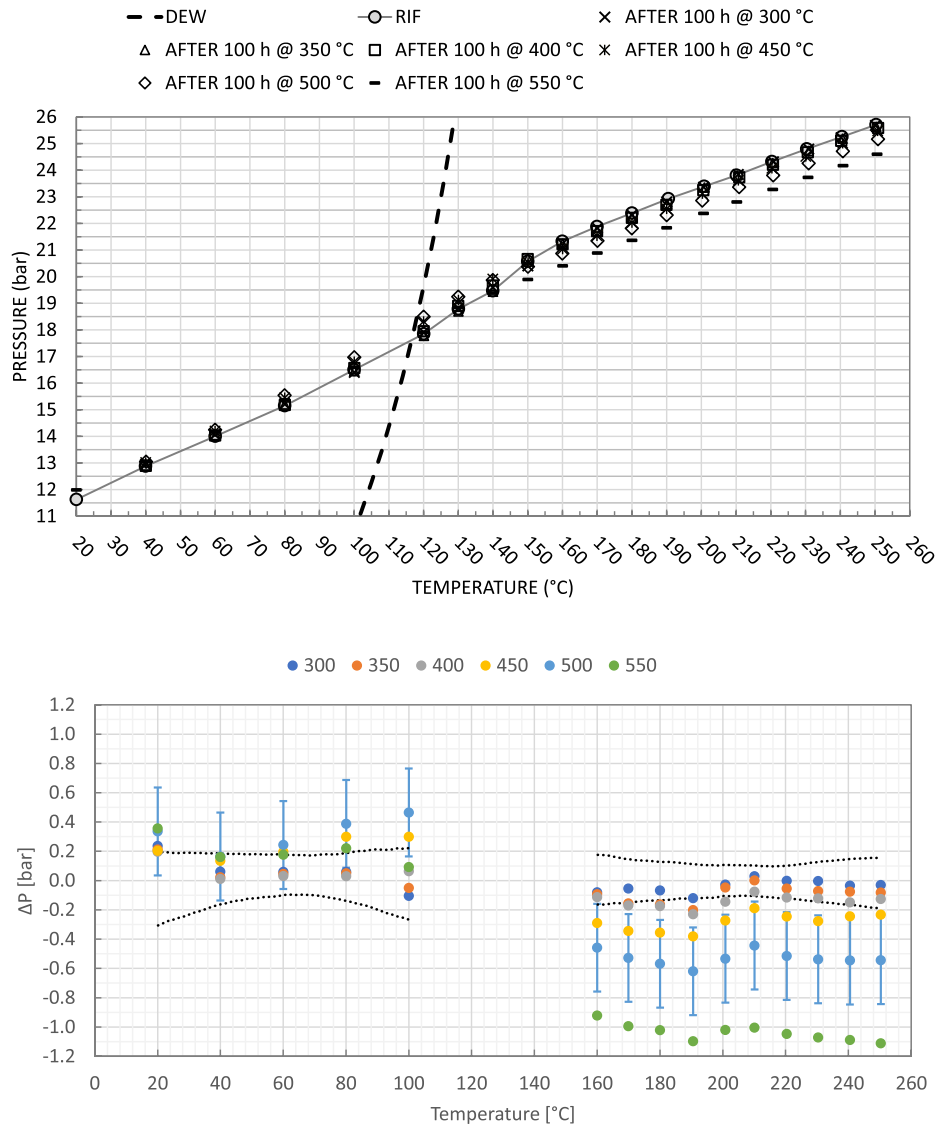 DEW RIF AFTER 100 h @ 300 °C
AFTER 100 h @ 350 °C AFTER 100 h @ 400 °C AFTER 100 h @ 450 °C
AFTER 100 h @ 500 °C AFTER 100 h @ 550 °C
26
25
24
23
22
21
20
19
18
17
16
15
14
13
12
11
PRESSURE (bar)
20 30 40 50 60 70 80 90 100 110 120 130 140 150 160 170 180 190 200 210 220 230 240 250 260
TEMPERATURE (°C)
300 350 400 450 500 550
1.2
1.0
0.8
0.6
0.4
0.2
0.0
-0.2
-0.4
-0.6
-0.8
-1.0
-1.2
ΔP [bar]
0 20 40 60 80 100 120 140 160 180 200 220 240 260
Temperature [°C]